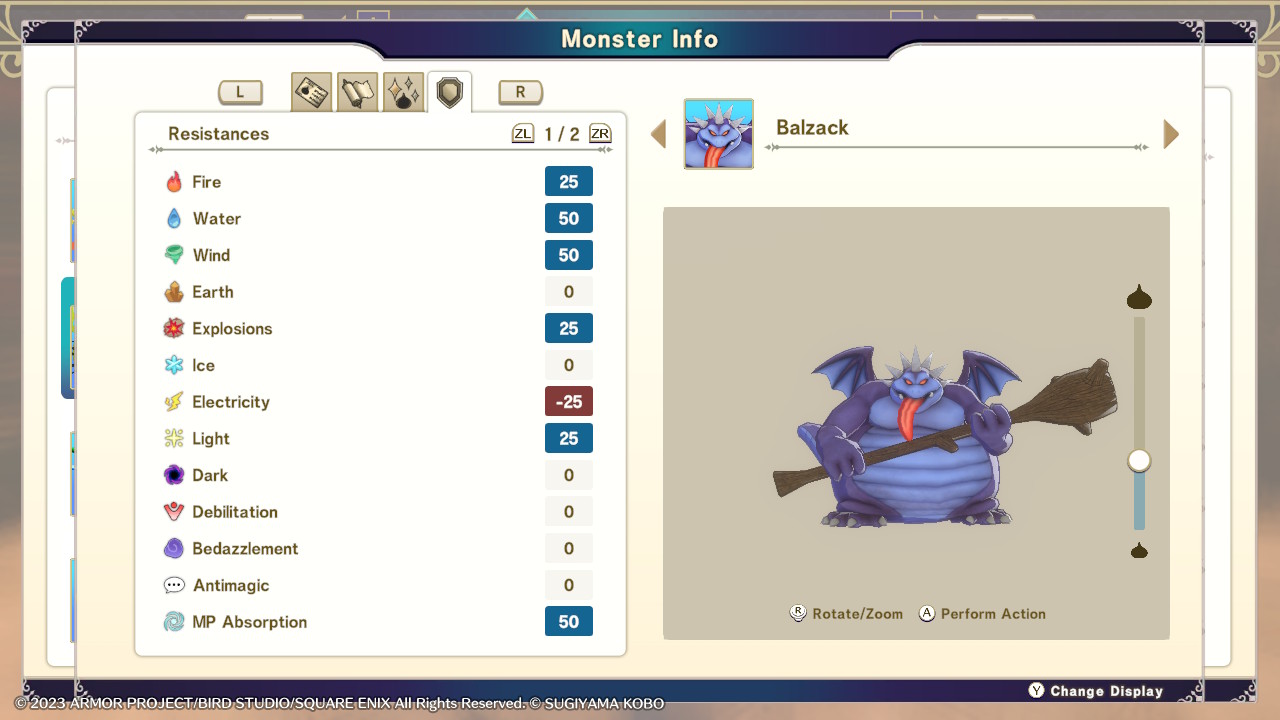 Monster Info
L
R
Resistances
ZL 1 / 2 ZR
Balzack
Fire 25
Water 50
Wind 50
Earth 0
Explosions 25
Ice 0
Electricity -25
Light 25
Dark 0
Debilitation 0
Bedazzlement 0
Antimagic 0
MP Absorption 50
R Rotate/Zoom A Perform Action
Y Change Display
© 2023 ARMOR PROJECT/BIRD STUDIO/SQUARE ENIX All Rights Reserved. © SUGIYAMA KOBO